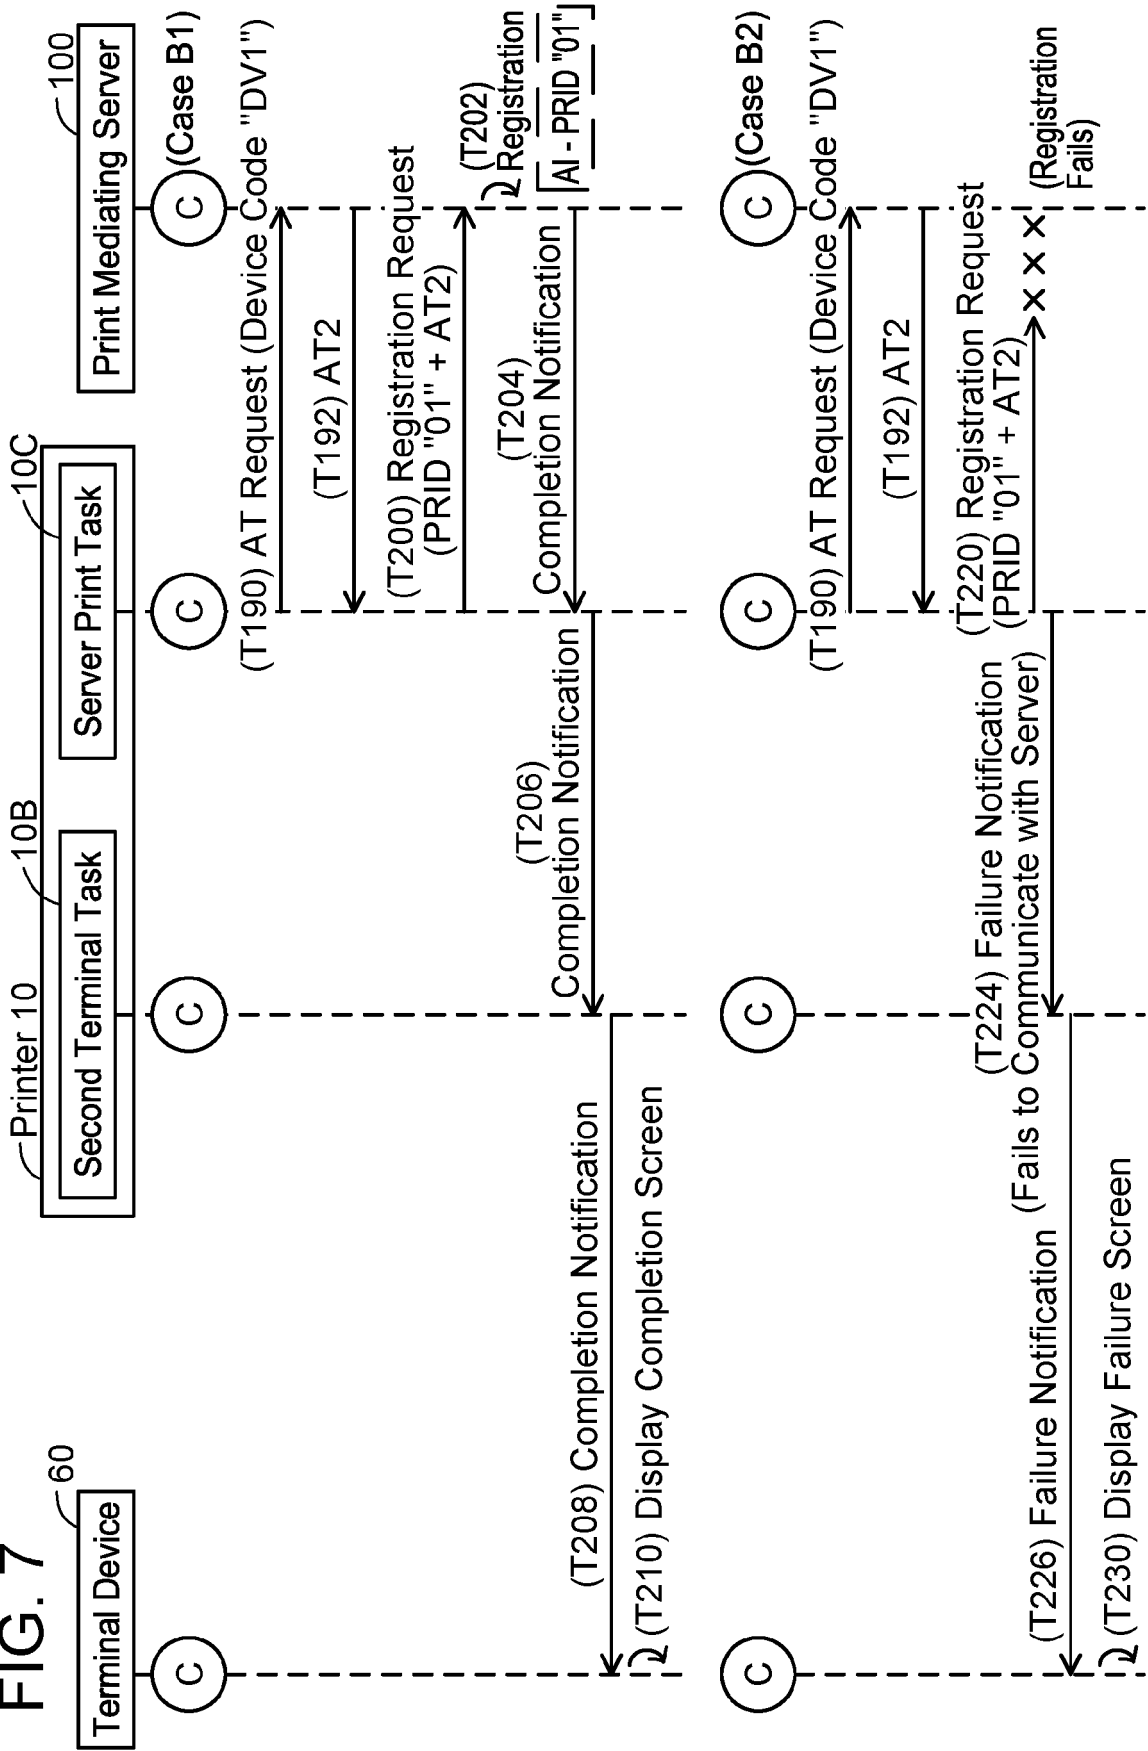 FIG. 7
Terminal Device
60
Printer 10
Second Terminal Task
10B
Server Print Task
10C
Print Mediating Server
100
C
C
C
C
(Case B1)
(T190) AT Request (Device Code "DV1")
(T192) AT2
(T200) Registration Request
(PRID "01" + AT2)
(T202)
Registration
AI - PRID "01"
(T204)
Completion Notification
(T206)
Completion Notification
(T208) Completion Notification
(T210) Display Completion Screen
C
C
C
C
(Case B2)
(T190) AT Request (Device Code "DV1")
(T192) AT2
(T220) Registration Request
(PRID "01" + AT2)
× × ×
(Registration
Fails)
(T224) Failure Notification
(Fails to Communicate with Server)
(T226) Failure Notification
(T230) Display Failure Screen